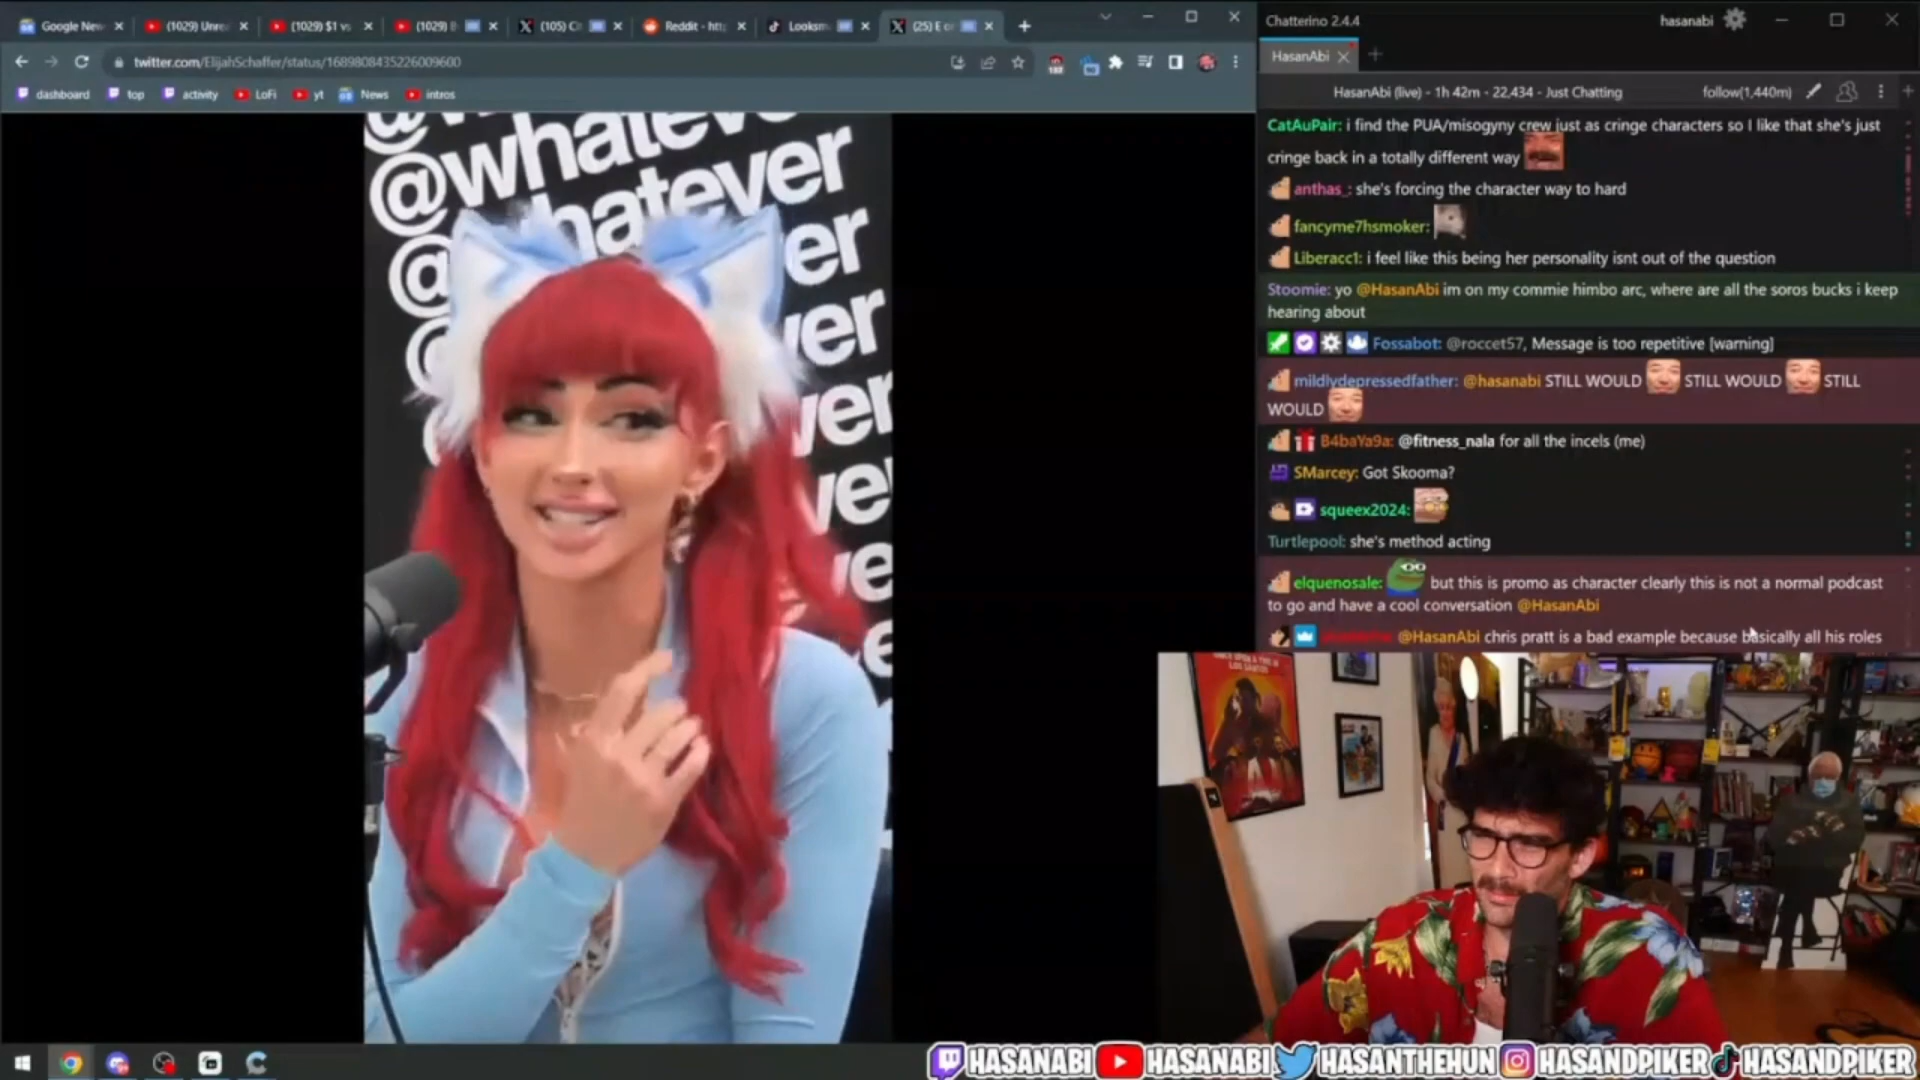 Google New
(1029) Unre
(1029) $1 vs
(1029)
(105) C
Reddit - htt
Looksm
(25) E o
twitter.com/ElijahSchaffer/status/1689808435226009600
dashboard
top
activity
LoFi
yt
News
intros
@whatever
@whatever
@whatever
ver
ver
ver
ver
Chatterino 2.4.4
hasanabi
HasanAbi
HasanAbi (live) - 1h 42m - 22,434 - Just Chatting
follow(1,440m)
CatAuPair: i find the PUA/misogyny crew just as cringe characters so I like that she's just
cringe back in a totally different way
anthas_: she's forcing the character way to hard
fancyme7hsmoker:
Liberacc1: i feel like this being her personality isnt out of the question
Stoomie: yo @HasanAbi im on my commie himbo arc, where are all the soros bucks i keep
hearing about
Fossabot: @roccet57, Message is too repetitive [warning]
mildlydepressedfather: @hasanabi STILL WOULD STILL WOULD STILL
WOULD
B4baYa9a: @fitness_nala for all the incels (me)
SMarcey: Got Skooma?
squeex2024:
Turtlepool: she's method acting
elquenosale: but this is promo as character clearly this is not a normal podcast
to go and have a cool conversation @HasanAbi
@HasanAbi chris pratt is a bad example because basically all his roles
LOS SANTOS
HASANABI
HASANABI
HASANTHEHUN
HASANDPIKER
HASANDPIKER